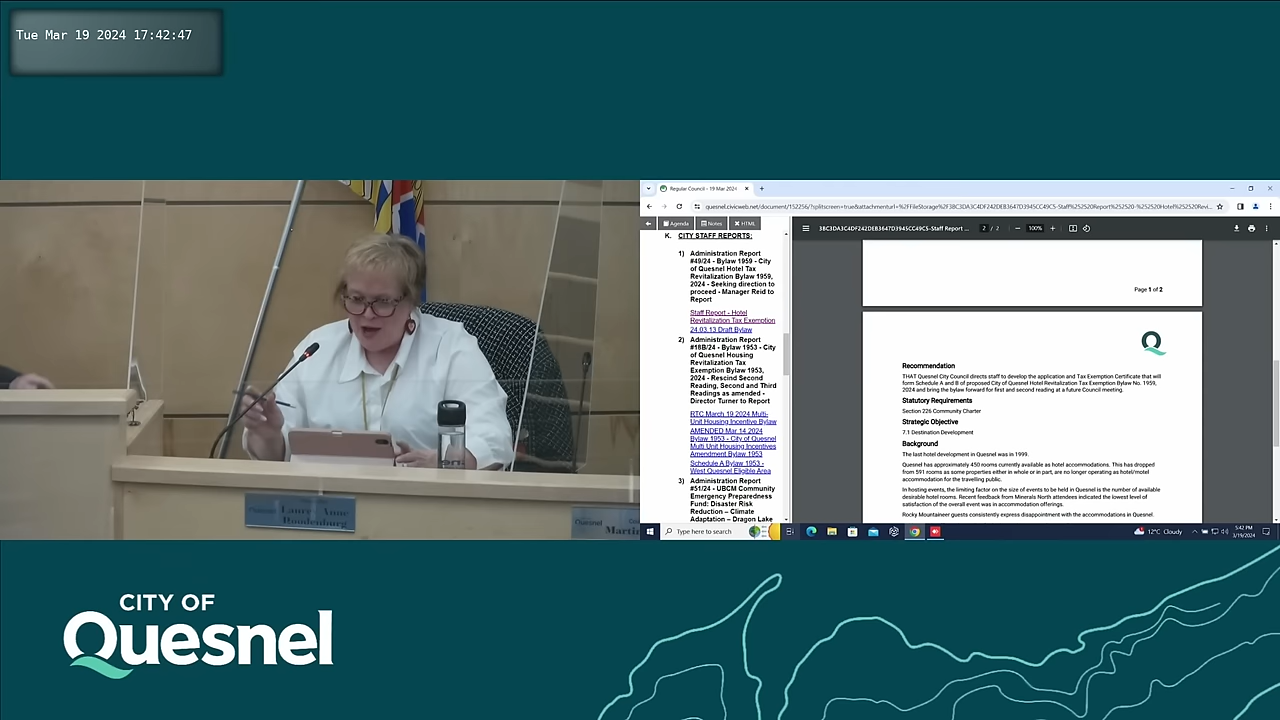 Tue Mar 19 2024 17:42:47
Regular Council - 19 Mar 2024
Agenda
Notes
HTML
K. CITY STAFF REPORTS:
1) Administration Report
#49/24 - Bylaw 1959 - City
of Quesnel Hotel Tax
Revitalization Bylaw 1959,
2024 - Seeking direction to
proceed - Manager Reid to
Report
Staff Report - Hotel
Revitalization Tax Exemption
24.03.13 Draft Bylaw
2) Administration Report
#18B/24 - Bylaw 1953 - City
of Quesnel Housing
Revitalization Tax
Exemption Bylaw 1953,
2024 - Rescind Second
Reading, Second and Third
Readings as amended -
Director Turner to Report
RTC March 19 2024 Multi-
Unit Housing Incentive Bylaw
AMENDED Mar 14 2024
Bylaw 1953 - City of Quesnel
Multi Unit Housing Incentives
Amendment Bylaw 1953
Schedule A Bylaw 1953 -
West Quesnel Eligible Area
3) Administration Report
#51/24 - UBCM Community
Emergency Preparedness
Fund: Disaster Risk
Reduction – Climate
Adaptation – Dragon Lake
2 / 2
100%
Page 1 of 2
Recommendation
THAT Quesnel City Council directs staff to develop the application and Tax Exemption Certificate that will
form Schedule A and B of proposed City of Quesnel Hotel Revitalization Tax Exemption Bylaw No. 1959,
2024 and bring the bylaw forward for first and second reading at a future Council meeting.
Statutory Requirements
Section 226 Community Charter
Strategic Objective
7.1 Destination Development
Background
The last hotel development in Quesnel was in 1999.
Quesnel has approximately 450 rooms currently available as hotel accommodations. This has dropped
from 591 rooms as some properties either in whole or in part, are no longer operating as hotel/motel
accommodation for the travelling public.
In hosting events, the limiting factor on the size of events to be held in Quesnel is the number of available
desirable hotel rooms. Recent feedback from Minerals North attendees indicated the lowest level of
satisfaction of the overall event was in accommodation offerings.
Rocky Mountaineer guests consistently express disappointment with the accommodations in Quesnel.
Type here to search
12°C Cloudy
5:42 PM
3/19/2024
Laurey-Anne
Roodenburg
Quesnel
Martin
CITY OF
Quesnel